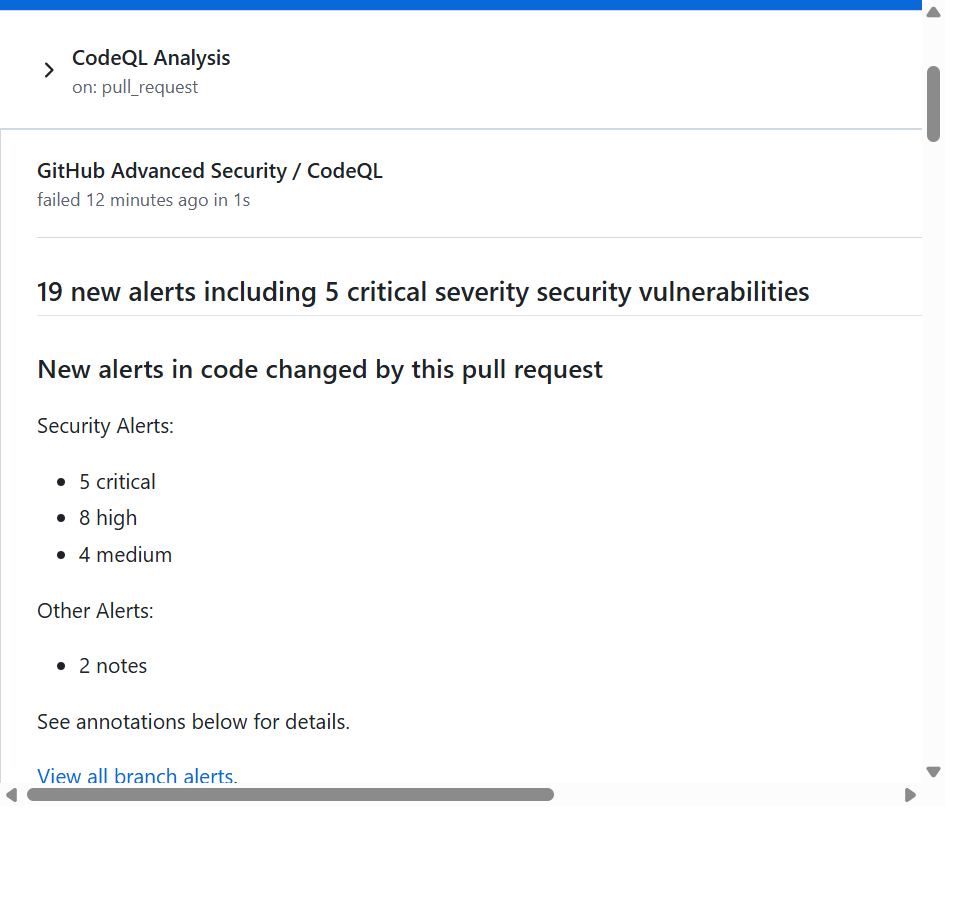 CodeQL Analysis
on: pull_request
GitHub Advanced Security / CodeQL
failed 12 minutes ago in 1s
19 new alerts including 5 critical severity security vulnerabilities
New alerts in code changed by this pull request
Security Alerts:
5 critical
8 high
4 medium
Other Alerts:
2 notes
See annotations below for details.
View all branch alerts.